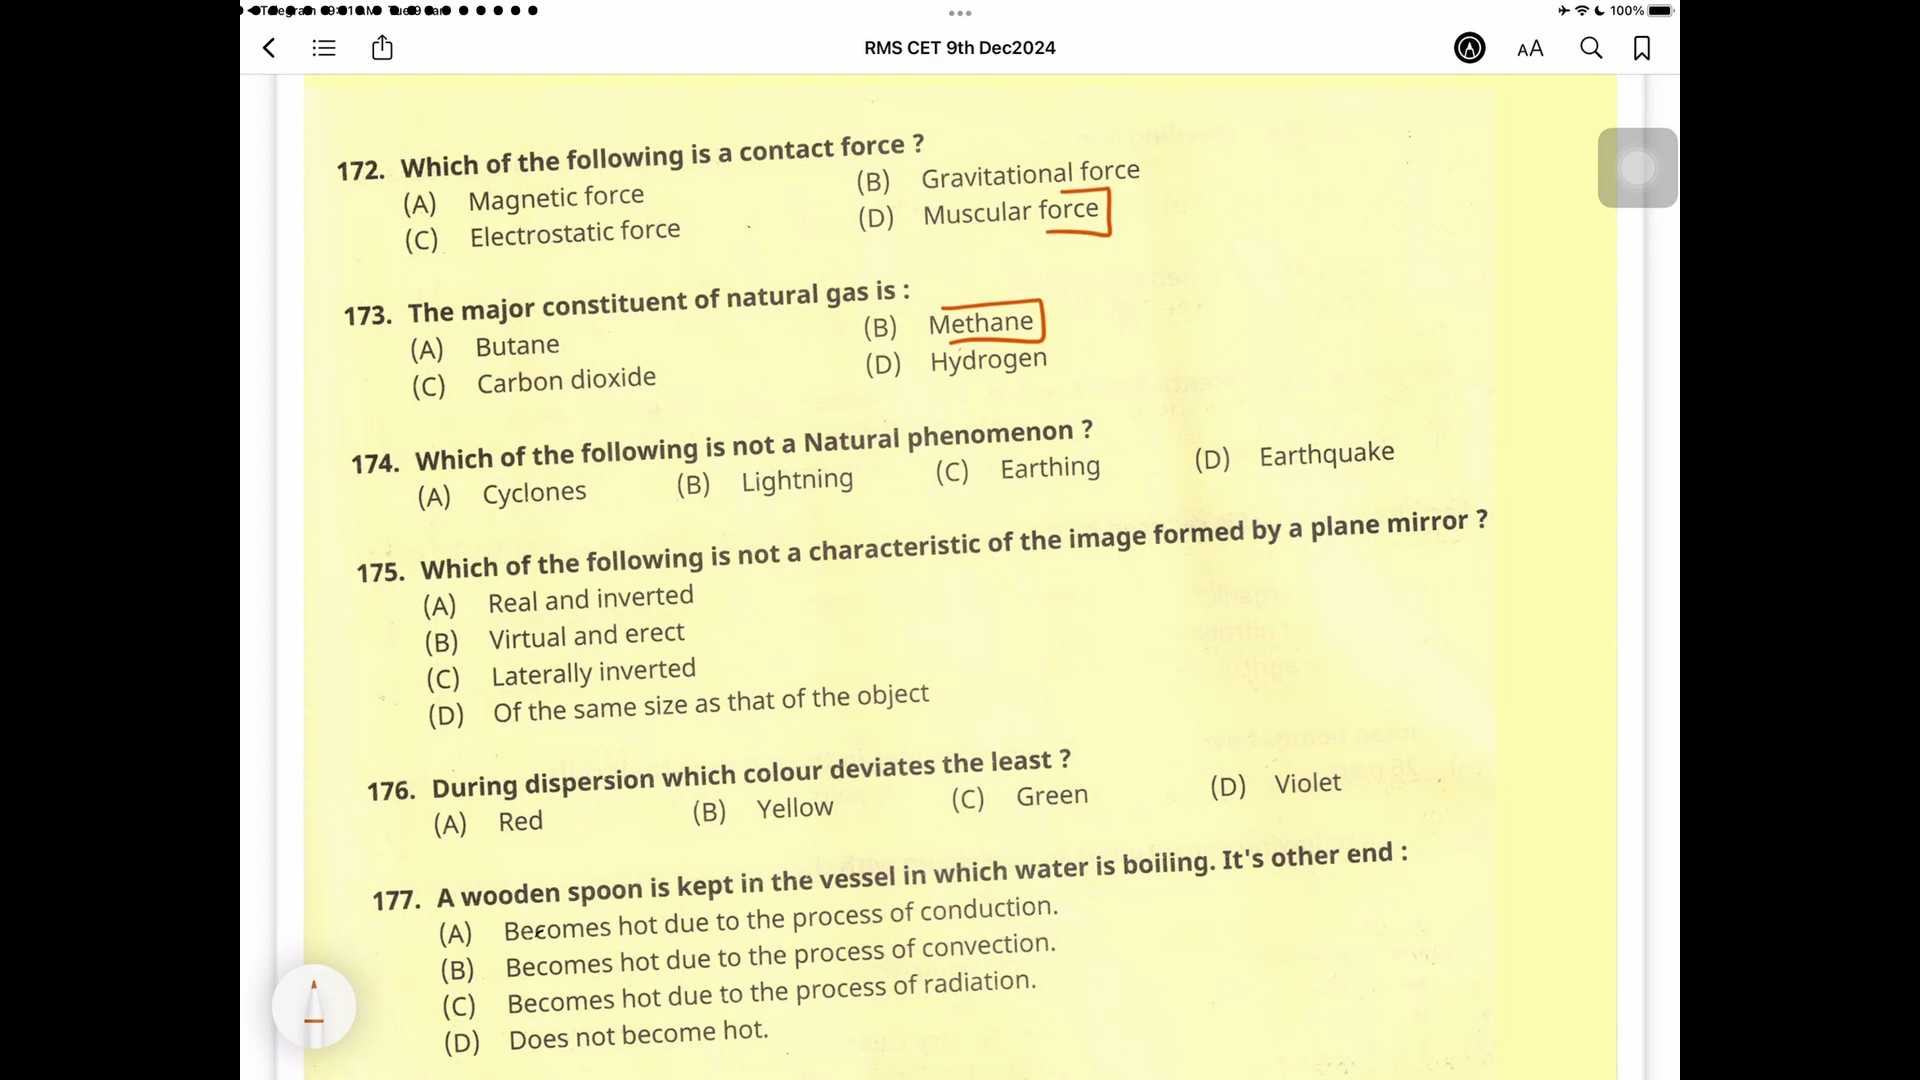 100%
RMS CET 9th Dec2024
AA
172. Which of the following is a contact force ?
(A) Magnetic force (B) Gravitational force
(C) Electrostatic force (D) Muscular force
173. The major constituent of natural gas is :
(A) Butane (B) Methane
(C) Carbon dioxide (D) Hydrogen
174. Which of the following is not a Natural phenomenon ?
(A) Cyclones (B) Lightning (C) Earthing (D) Earthquake
175. Which of the following is not a characteristic of the image formed by a plane mirror ?
(A) Real and inverted
(B) Virtual and erect
(C) Laterally inverted
(D) Of the same size as that of the object
176. During dispersion which colour deviates the least ?
(A) Red (B) Yellow (C) Green (D) Violet
177. A wooden spoon is kept in the vessel in which water is boiling. It's other end :
(A) Becomes hot due to the process of conduction.
(B) Becomes hot due to the process of convection.
(C) Becomes hot due to the process of radiation.
(D) Does not become hot.